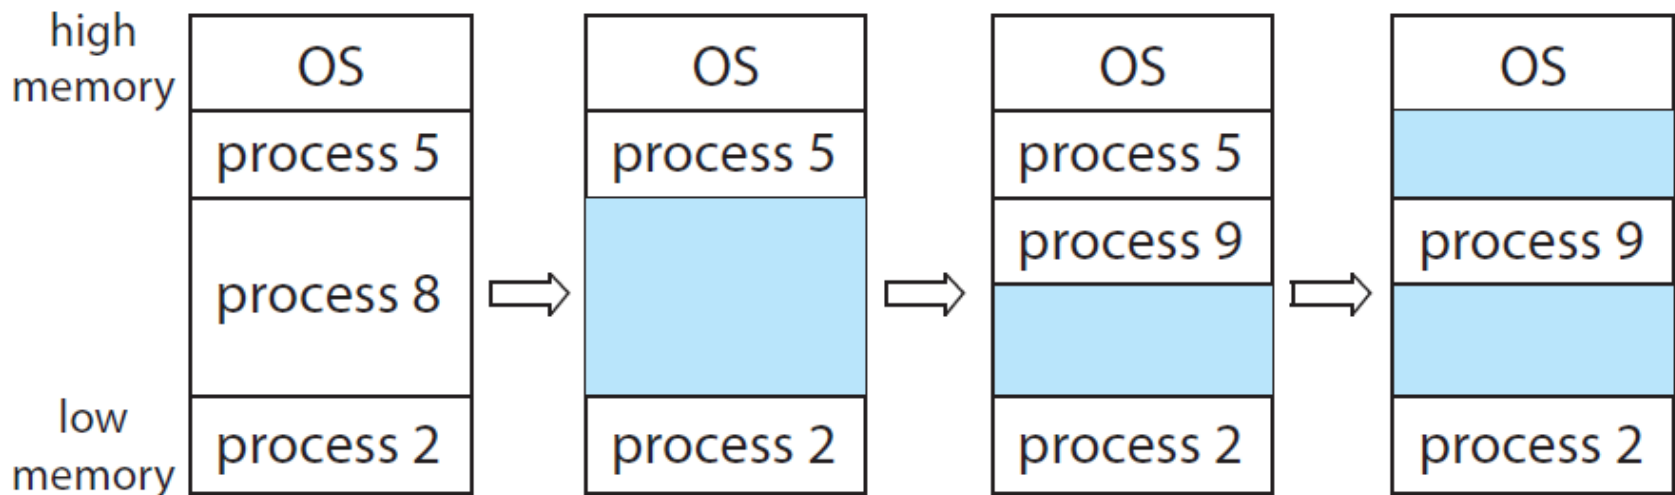 high
memory
OS
process 5
process 8
low
memory
process 2
OS
process 5
process 2
OS
process 5
process 9
process 2
OS
process 9
process 2